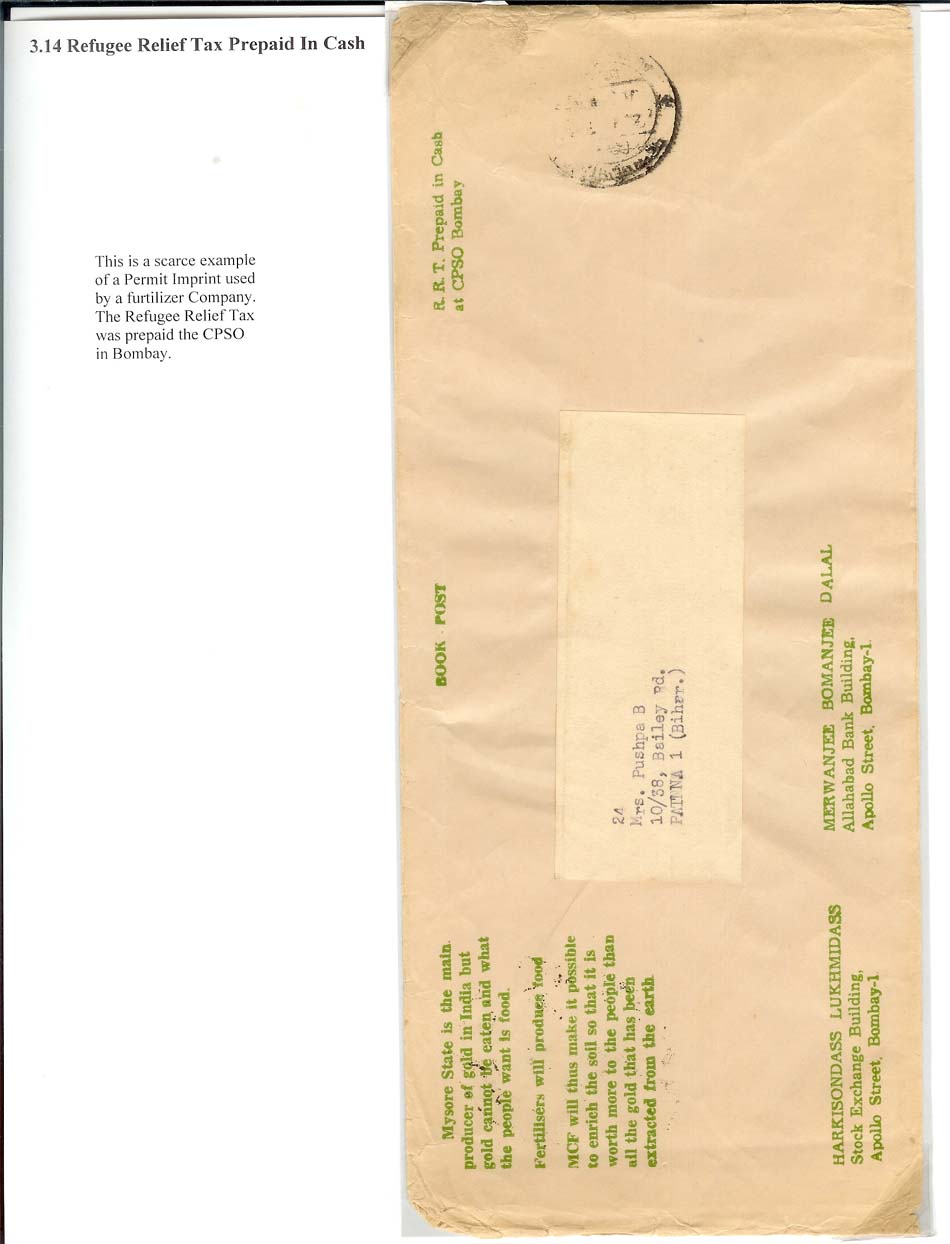 3.14 Refugee Relief Tax Prepaid In Cash
This is a scarce example
of a Permit Imprint used
by a furtilizer Company.
The Refugee Relief Tax
was prepaid the CPSO
in Bombay.
R. R. T. Prepaid in Cash
at CPSO Bombay
BOOK - POST
Mysore State is the main
producer of gold in India but
gold cannot be eaten and what
the people want is food.
Fertilisers will produce food
MCF will thus make it possible
to enrich the soil so that it is
worth more to the people than
all the gold that has been
extracted from the earth.
24
Mrs. Pushpa B
10/38, Bailey Rd.
PATNA 1 (Bihar.)
HARKISONDASS LUKHMIDASS
Stock Exchange Building,
Apollo Street, Bombay-1.
MERWANJEE BOMANJEE DALAL
Allahabad Bank Building,
Apollo Street, Bombay-1.